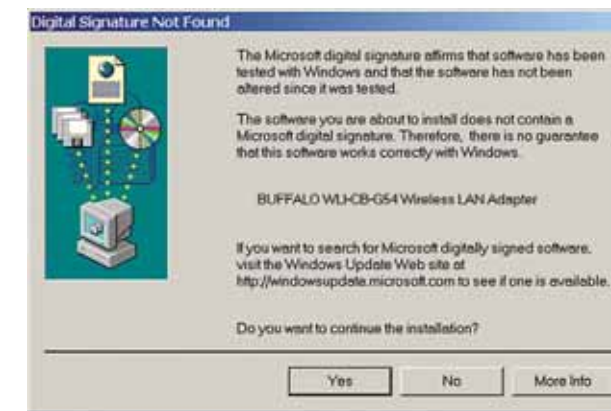 Digital Signature Not Found
The Microsoft digital signature affirms that software has been
tested with Windows and that the software has not been
altered since it was tested.
The software you are about to install does not contain a
Microsoft digital signature. Therefore, there is no guarantee
that this software works correctly with Windows.
BUFFALO WLI-CB-G54 Wireless LAN Adapter
If you want to search for Microsoft digitally signed software,
visit the Windows Update Web site at
http://windowsupdate.microsoft.com to see if one is available.
Do you want to continue the installation?
Yes
No
More Info